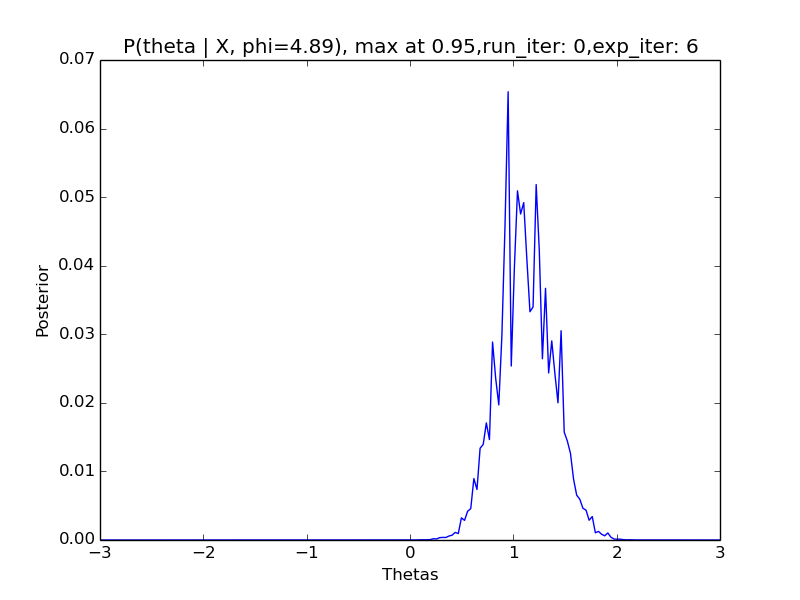 P(theta | X, phi=4.89), max at 0.95,run_iter: 0,exp_iter: 6
0.07
0.06
0.05
0.04
0.03
0.02
0.01
0.00
Posterior
−3 −2 −1 0 1 2 3
Thetas